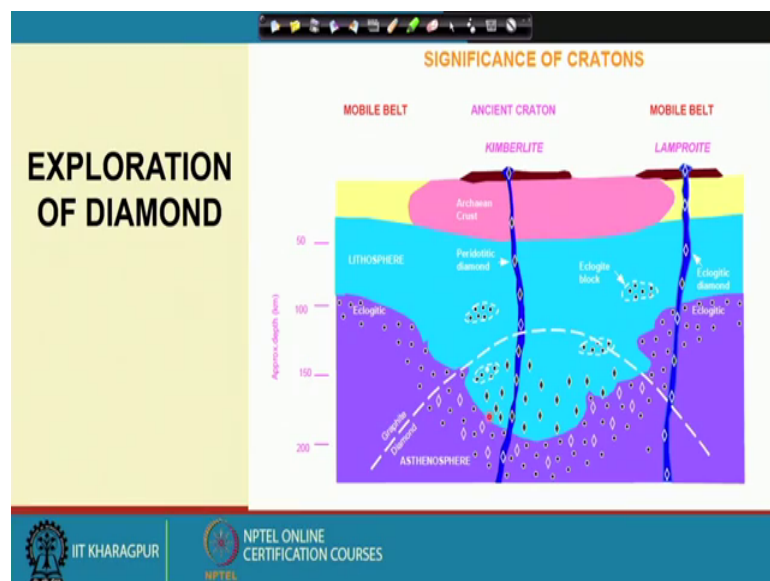 SIGNIFICANCE OF CRATONS
EXPLORATION
OF DIAMOND
MOBILE BELT
ANCIENT CRATON
MOBILE BELT
KIMBERLITE
LAMPROITE
Archaean
Crust
50
LITHOSPHERE
Peridotitic
diamond
Eclogite
block
Eclogitic
diamond
100
Eclogitic
Eclogitic
Approx. depth (km)
150
Graphite
Diamond
200
ASTHENOSPHERE
IIT KHARAGPUR
NPTEL
NPTEL ONLINE
CERTIFICATION COURSES